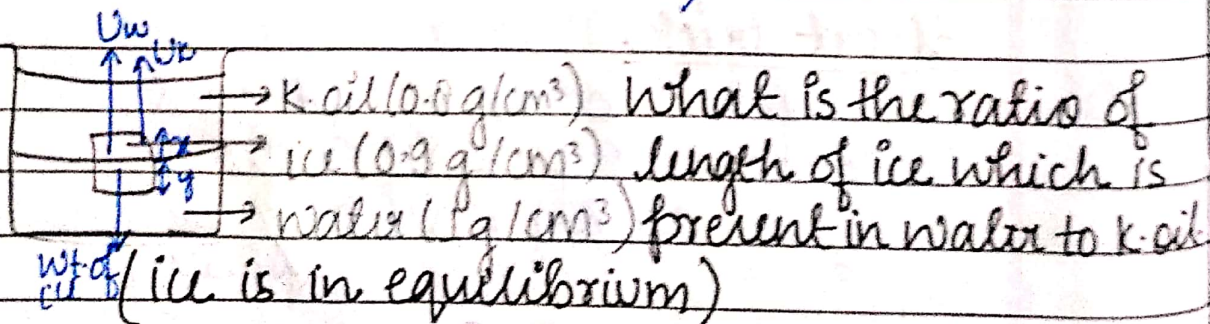 Uw
Uk
→ K.oil (0.8 g/cm³) What is the ratio of
x → ice (0.9 g/cm³) length of ice which is
y → water (1g/cm³) present in water to k.oil
Wt. of ice (ice is in equilibrium)